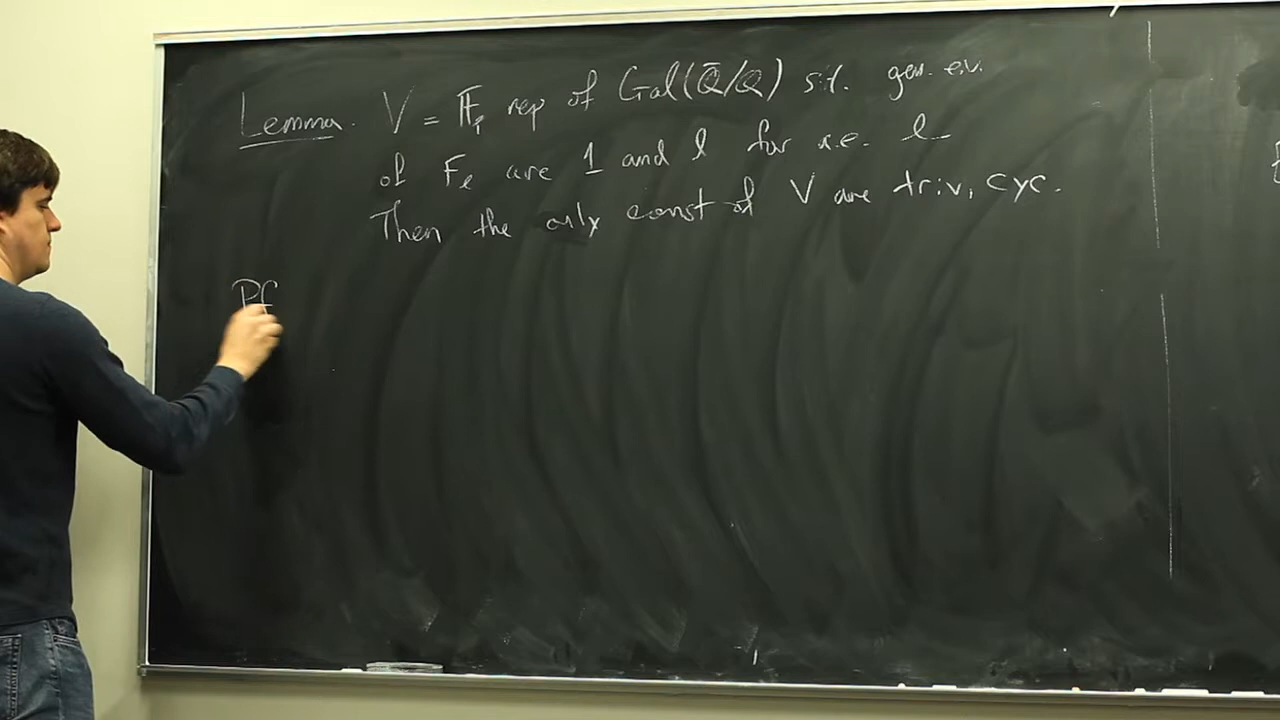 Lemma. V = 𝔽_p rep of Gal(Q̄/Q) s.t. gen. e.v.
of F_ℓ are 1 and ℓ for a.e. ℓ
Then the only const of V are triv, cyc.
Pf